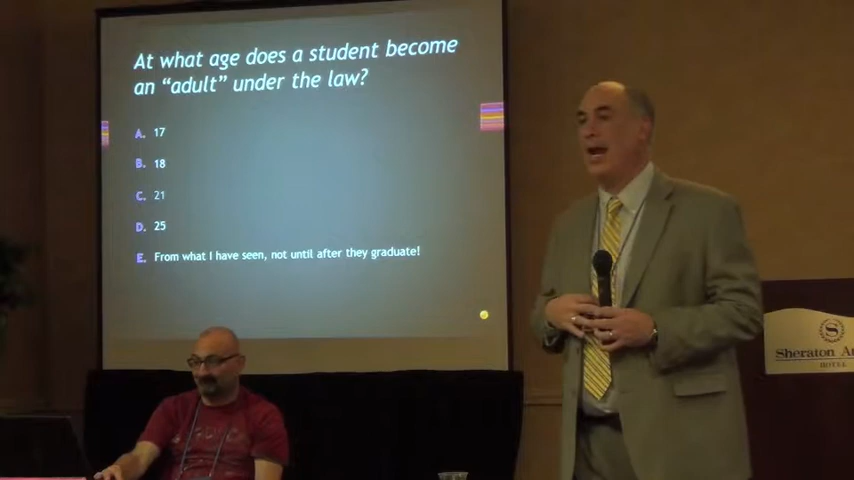 At what age does a student become
an “adult” under the law?
A. 17
B. 18
C. 21
D. 25
E. From what I have seen, not until after they graduate!
Sheraton
HOTEL